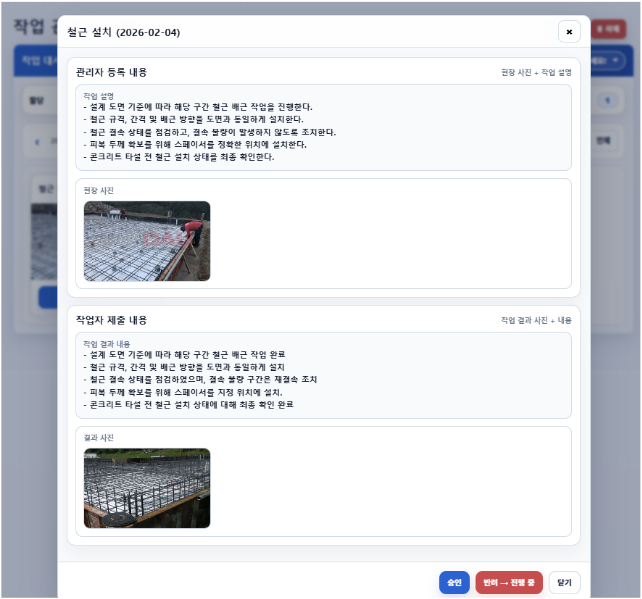 작업
철근 설치 (2026-02-04)
×
작업 대
관리자 등록 내용
현장 사진 + 작업 설명
작업 설명
- 설계 도면 기준에 따라 해당 구간 철근 배근 작업을 진행한다.
- 철근 규격, 간격 및 배근 방향을 도면과 동일하게 설치한다.
- 철근 결속 상태를 점검하고, 결속 불량이 발생하지 않도록 조치한다.
- 피복 두께 확보를 위해 스페이서를 정확한 위치에 설치한다.
- 콘크리트 타설 전 철근 설치 상태를 최종 확인한다.
현장 사진
철근
작업자 제출 내용
작업 결과 사진 + 내용
작업 결과 내용
- 설계 도면 기준에 따라 해당 구간 철근 배근 작업 완료
- 철근 규격, 간격 및 배근 방향을 도면과 동일하게 설치
- 철근 결속 상태를 점검하였으며, 결속 불량 구간은 재결속 조치
- 피복 두께 확보를 위해 스페이서를 지정 위치에 설치.
- 콘크리트 타설 전 철근 설치 상태에 대해 최종 확인 완료
결과 사진
승인
반려 → 진행 중
닫기